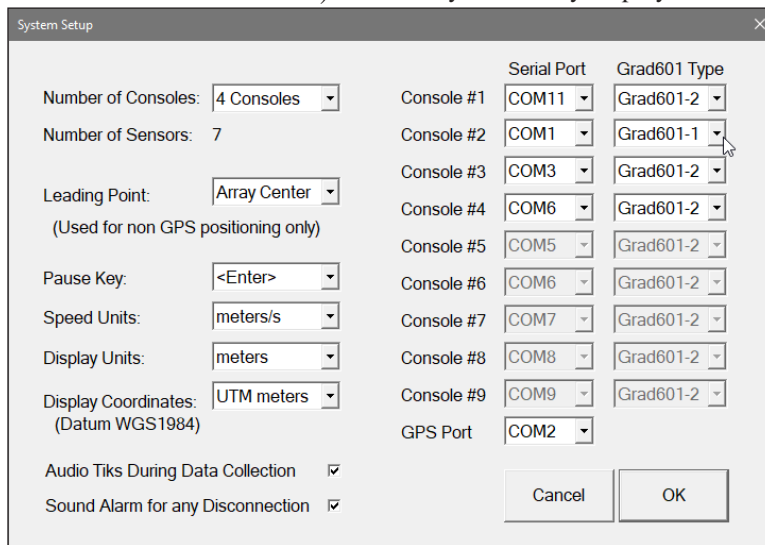 System Setup
Number of Consoles: 4 Consoles
Number of Sensors: 7
Leading Point: Array Center
(Used for non GPS positioning only)
Pause Key: <Enter>
Speed Units: meters/s
Display Units: meters
Display Coordinates: UTM meters
(Datum WGS1984)
Audio Tiks During Data Collection
Sound Alarm for any Disconnection
Serial Port Grad601 Type
Console #1 COM11 Grad601-2
Console #2 COM1 Grad601-1
Console #3 COM3 Grad601-2
Console #4 COM6 Grad601-2
Console #5 COM5 Grad601-2
Console #6 COM6 Grad601-2
Console #7 COM7 Grad601-2
Console #8 COM8 Grad601-2
Console #9 COM9 Grad601-2
GPS Port COM2
Cancel OK